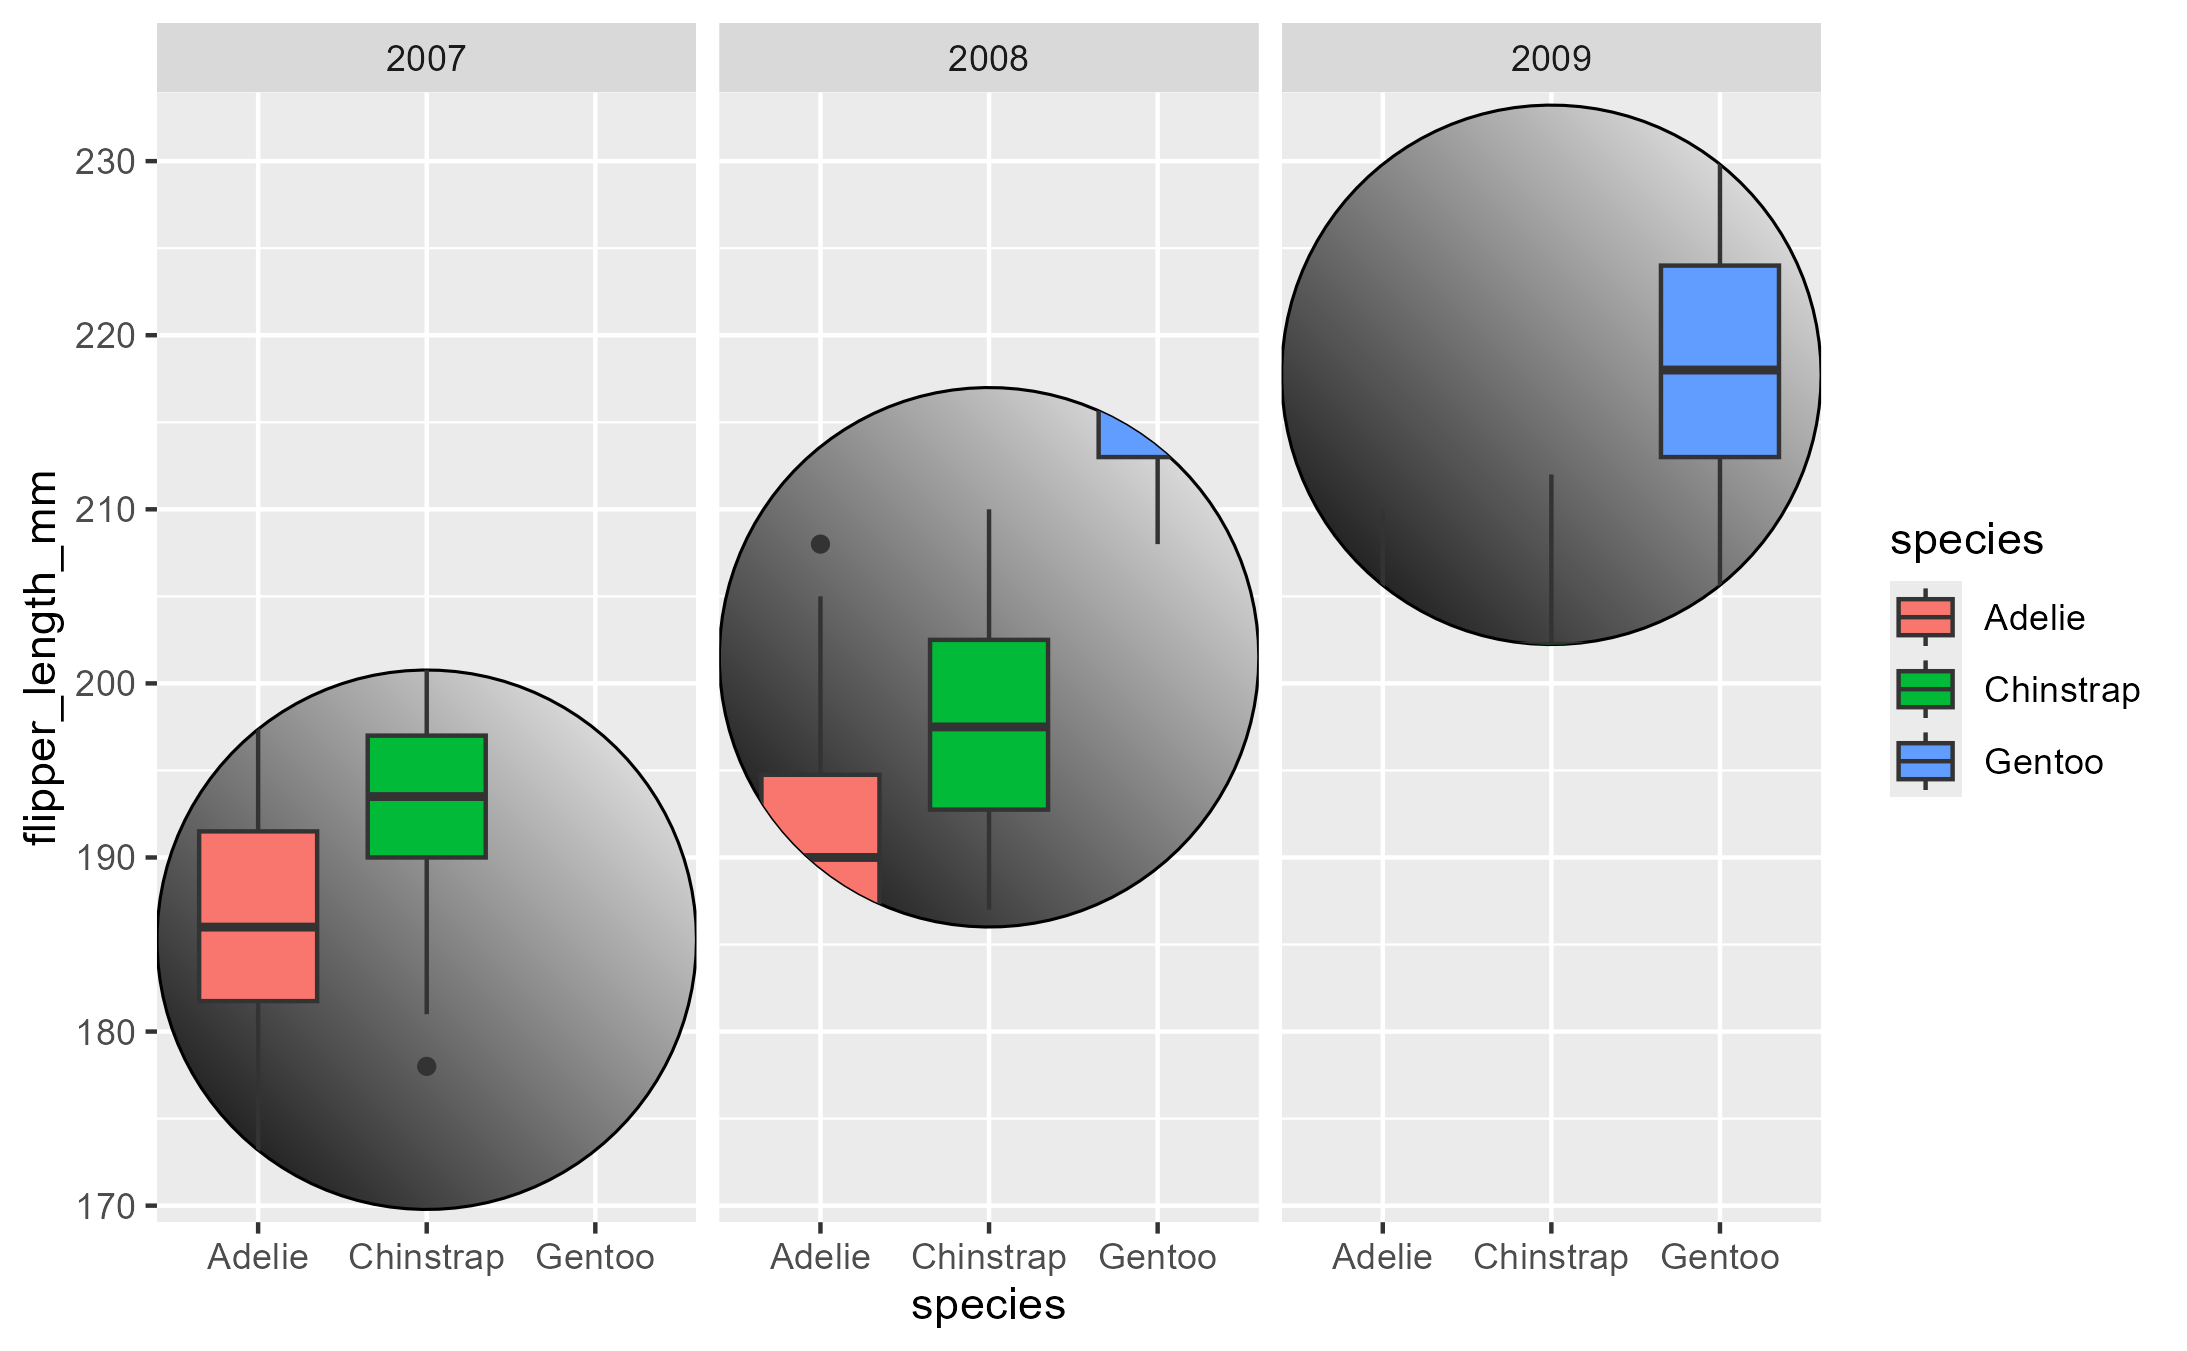 2007 2008 2009
flipper_length_mm
230
220
210
200
190
180
170
Adelie Chinstrap Gentoo Adelie Chinstrap Gentoo Adelie Chinstrap Gentoo
species
species
Adelie
Chinstrap
Gentoo